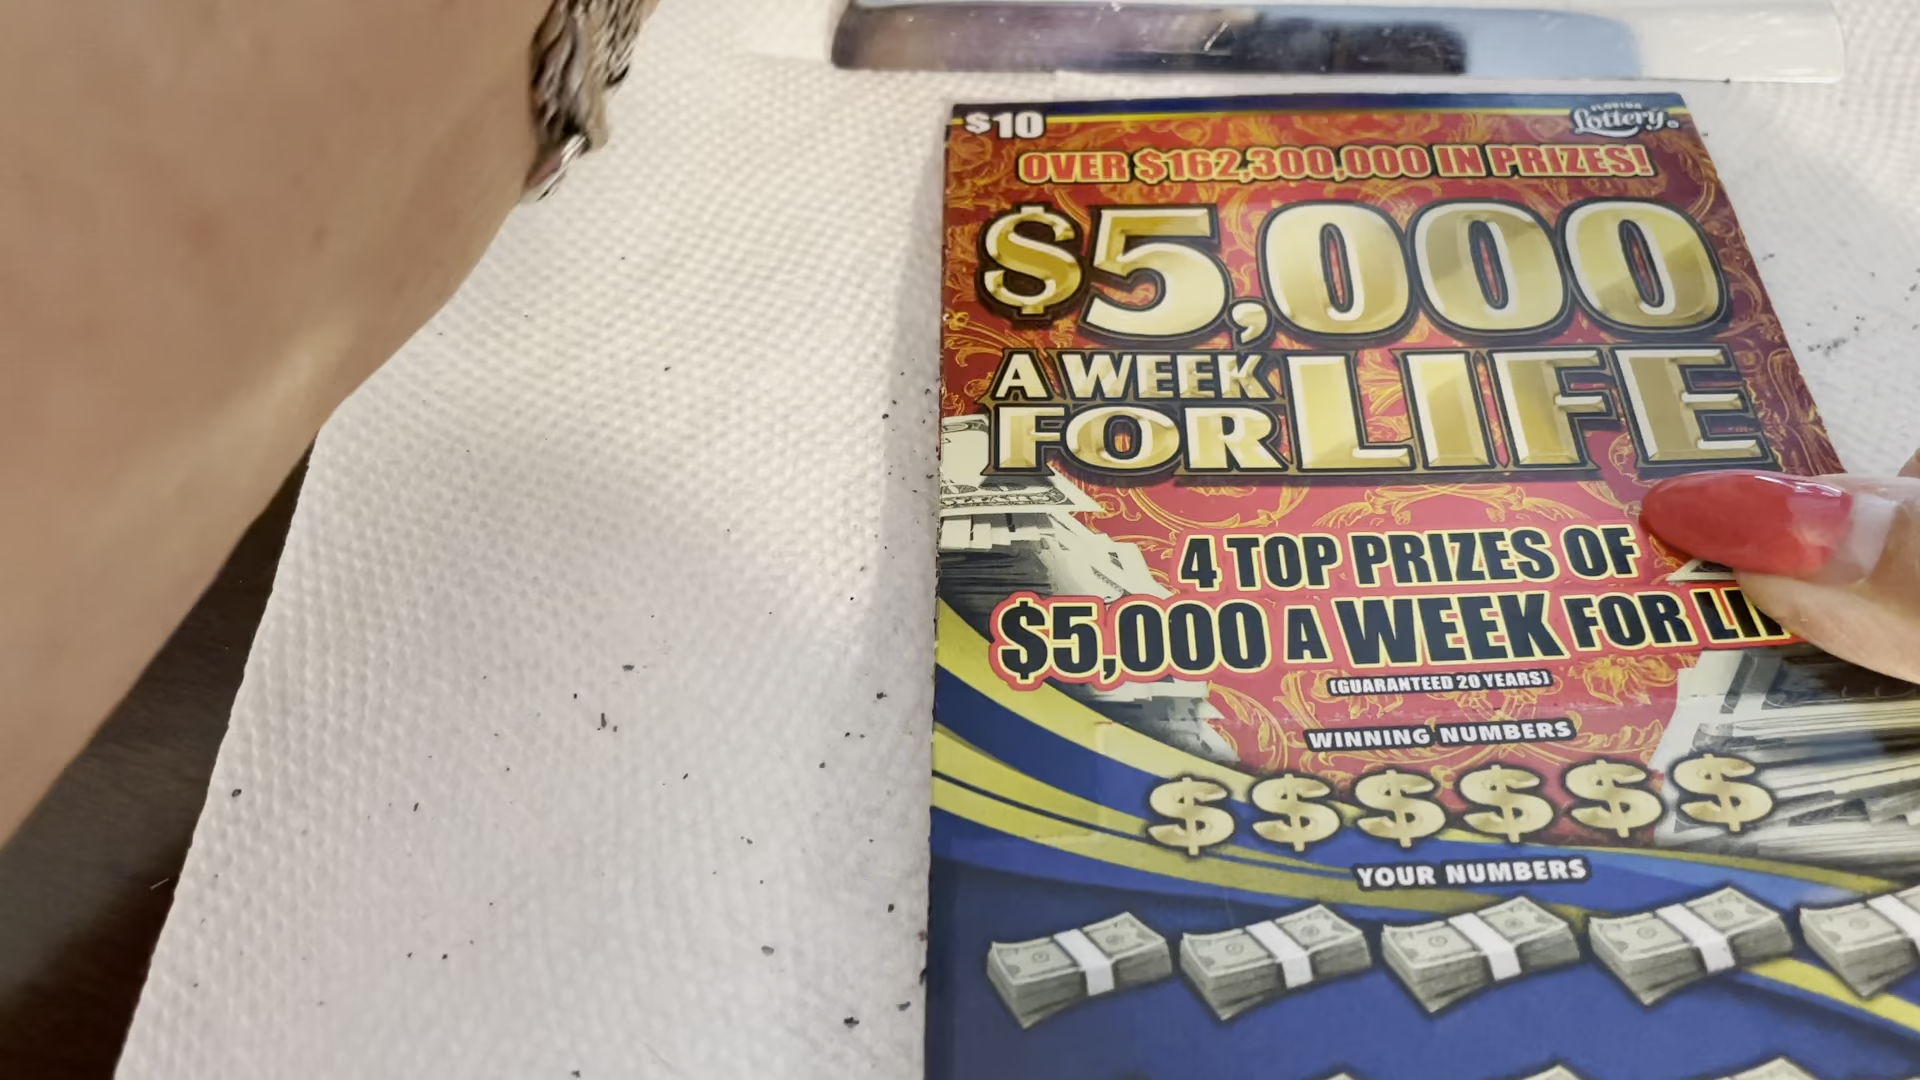 $10
FLORIDA
Lottery
OVER $162,300,000 IN PRIZES!
$5,000
A WEEK
FOR LIFE
4 TOP PRIZES OF
$5,000 A WEEK FOR LI
(GUARANTEED 20 YEARS)
WINNING NUMBERS
$ $ $ $ $ $
YOUR NUMBERS